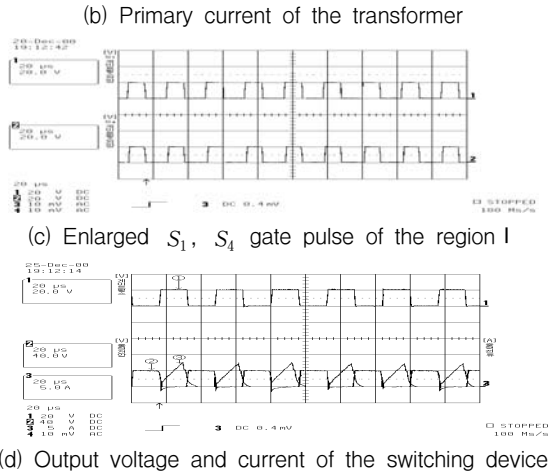 (b) Primary current of the transformer
20-Dec-00
19:12:42
1
20 µs
20.0 V
2
20 µs
20.0 V
1
2
20 µs
1 20 V DC
2 20 V DC
3 10 mV AC
4 10 mV AC
3 DC 0.4mV
□ STOPPED
100 Ms/s
(c) Enlarged S₁, S₄ gate pulse of the region Ⅰ
25-Dec-00
19:12:14
1
20 µs
20.0 V
2
20 µs
40.0V
3
20 µs
5.0 A
[V]
[V]
[A]
1
3
20 µs
1 20 V DC
2 40 V DC
3 5 A DC
4 10 mV AC
3 DC 0.4mV
□ STOPPED
100 Ms/s
(d) Output voltage and current of the switching device